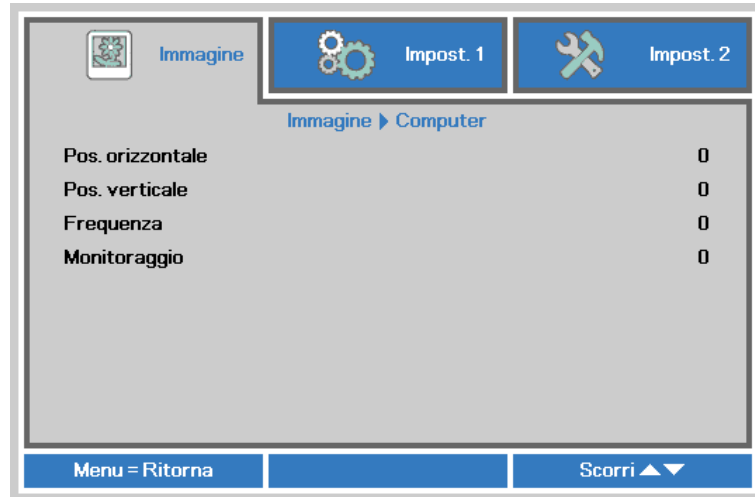 Immagine
Impost. 1
Impost. 2
Immagine ▶ Computer
Pos. orizzontale 0
Pos. verticale 0
Frequenza 0
Monitoraggio 0
Menu = Ritorna
Scorri ▲▼